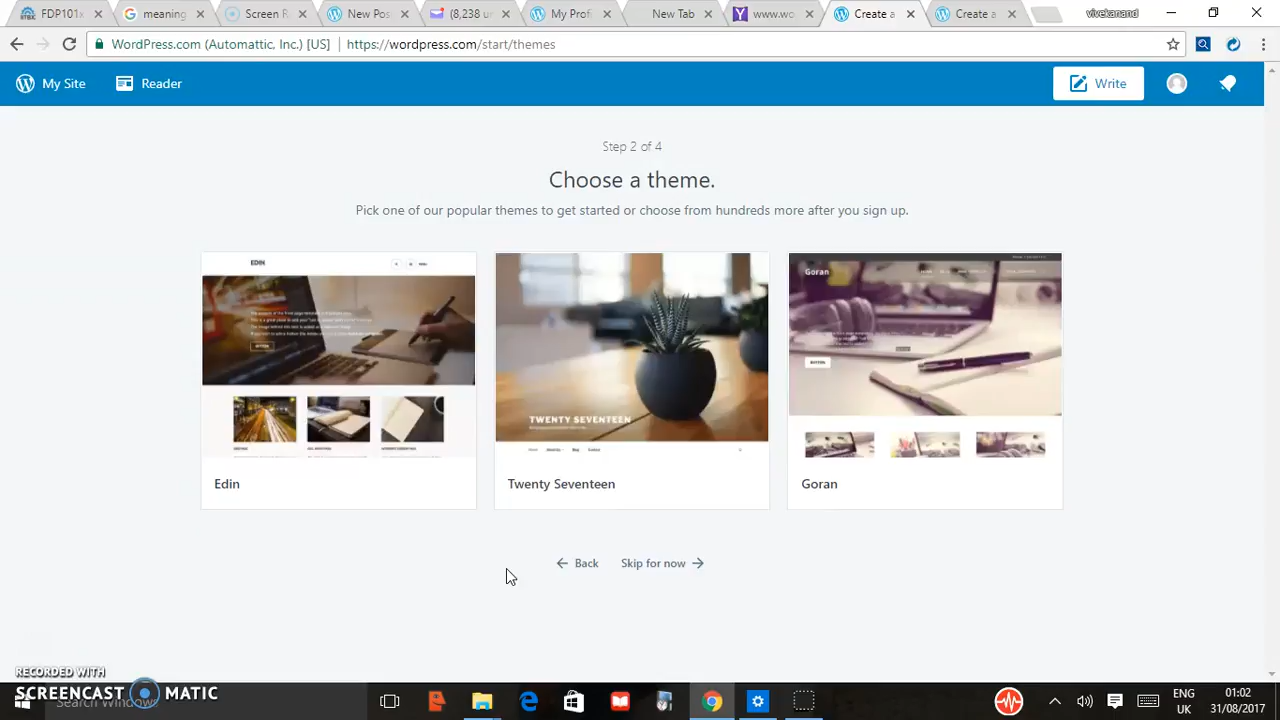 FDP101x
meaning
Screen R
New Pos
(8,238 u
My Profi
New Tab
www.wo
Create a
Create a
vivekanand
WordPress.com (Automattic, Inc.) [US] https://wordpress.com/start/themes
My Site
Reader
Write
Step 2 of 4
Choose a theme.
Pick one of our popular themes to get started or choose from hundreds more after you sign up.
EDIN
BUTTON
TWENTY SEVENTEEN
Goran
BUTTON
Edin
Twenty Seventeen
Goran
Back
Skip for now
RECORDED WITH
SCREENCAST MATIC
Search Windows
ENG
UK
01:02
31/08/2017